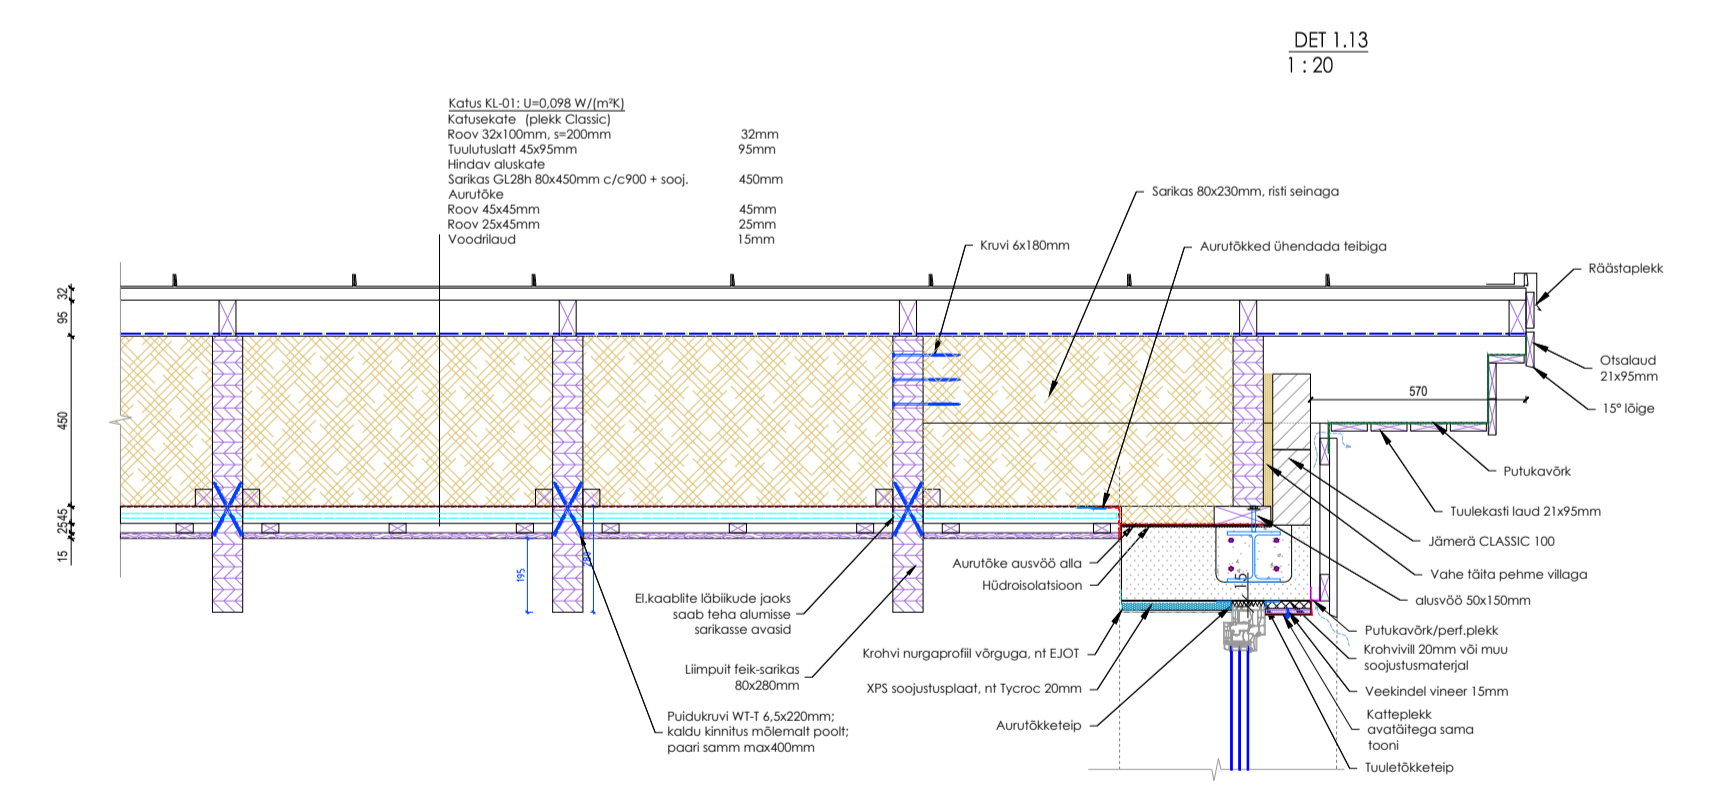 DET 1.13
1 : 20
Katus KL-01: U=0,098 W/(m²K)
Katusekate (plekk Classic)
Roov 32x100mm, s=200mm 32mm
Tuulutuslatt 45x95mm 95mm
Hindav aluskate
Sarikas GL28h 80x450mm c/c900 + sooj. 450mm
Aurutõke
Roov 45x45mm 45mm
Roov 25x45mm 25mm
Voodrilaud 15mm
Sarikas 80x230mm, risti seinaga
Kruvi 6x180mm
Aurutõkked ühendada teibiga
Räästaplekk
Otsalaud
21x95mm
15° lõige
570
Putukavõrk
Tuulekasti laud 21x95mm
Jämerä CLASSIC 100
Vahe täita pehme villaga
alusvöö 50x150mm
Putukavõrk/perf.plekk
Krohvivill 20mm või muu
soojustusmaterjal
Veekindel vineer 15mm
Katteplekk
avatäitega sama
tooni
Tuuletõkketeip
Aurutõke ausvöö alla
Hüdroisolatsioon
Krohvi nurgaprofiil võrguga, nt EJOT
XPS soojustusplaat, nt Tycroc 20mm
Aurutõkketeip
El.kaablite läbiikude jaoks
saab teha alumisse
sarikasse avasid
Liimpuit feik-sarikas
80x280mm
Puidukruvi WT-T 6,5x220mm;
kaldu kinnitus mõlemalt poolt;
paari samm max400mm
32
95
450
45
25
15
195
280
15